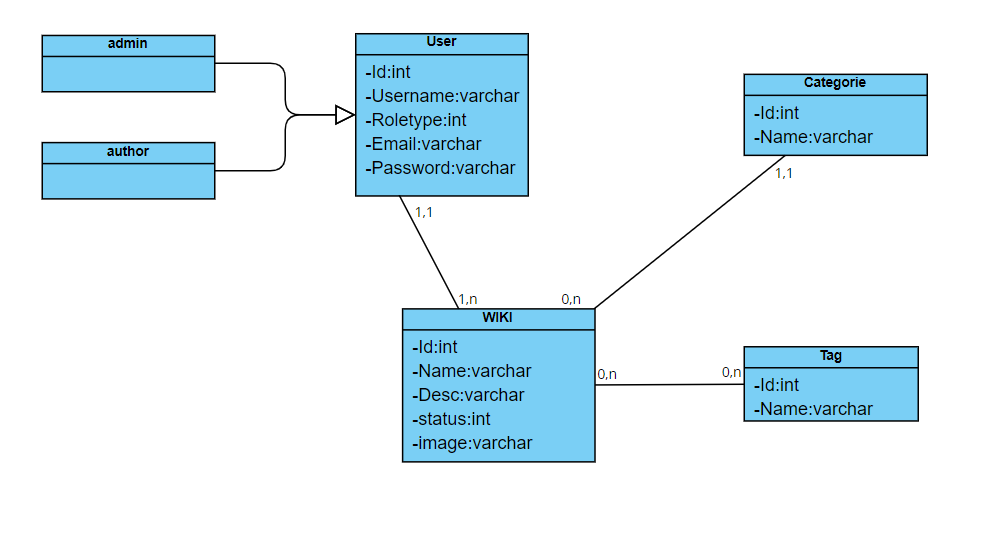 admin
author
User
-Id:int
-Username:varchar
-Roletype:int
-Email:varchar
-Password:varchar
Categorie
-Id:int
-Name:varchar
1,1
1,1
1,n
0,n
WIKI
-Id:int
-Name:varchar
-Desc:varchar
-status:int
-image:varchar
0,n
0,n
Tag
-Id:int
-Name:varchar